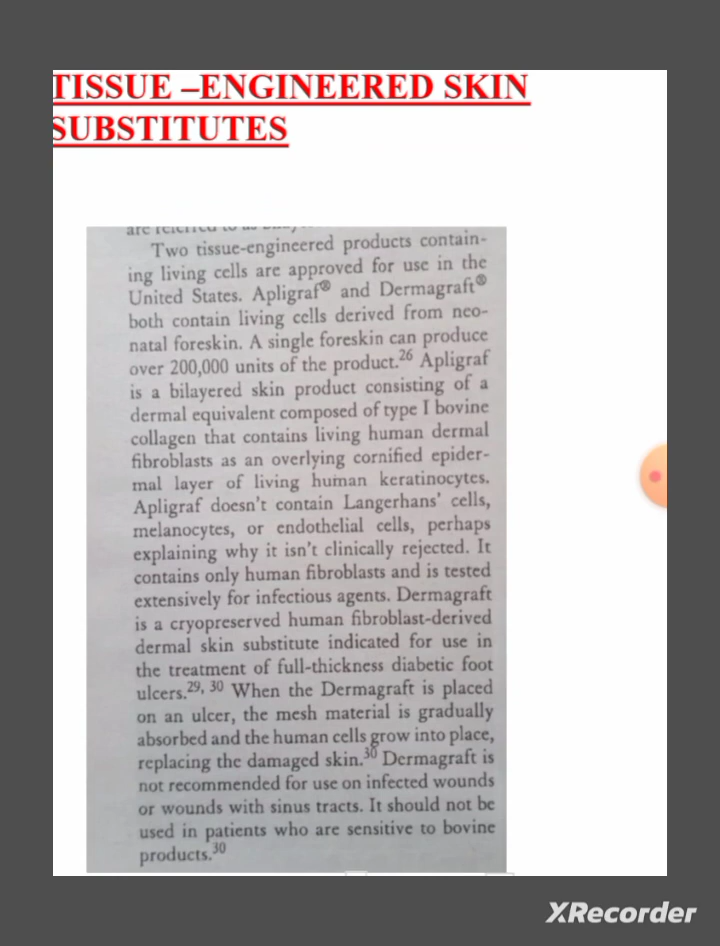 TISSUE –ENGINEERED SKIN
SUBSTITUTES
are referred to as
Two tissue-engineered products contain-
ing living cells are approved for use in the
United States. Apligraf® and Dermagraft®
both contain living cells derived from neo-
natal foreskin. A single foreskin can produce
over 200,000 units of the product.26 Apligraf
is a bilayered skin product consisting of a
dermal equivalent composed of type I bovine
collagen that contains living human dermal
fibroblasts as an overlying cornified epider-
mal layer of living human keratinocytes.
Apligraf doesn't contain Langerhans' cells,
melanocytes, or endothelial cells, perhaps
explaining why it isn't clinically rejected. It
contains only human fibroblasts and is tested
extensively for infectious agents. Dermagraft
is a cryopreserved human fibroblast-derived
dermal skin substitute indicated for use in
the treatment of full-thickness diabetic foot
ulcers.29, 30 When the Dermagraft is placed
on an ulcer, the mesh material is gradually
absorbed and the human cells grow into place,
replacing the damaged skin.30 Dermagraft is
not recommended for use on infected wounds
or wounds with sinus tracts. It should not be
used in patients who are sensitive to bovine
products.30
XRecorder